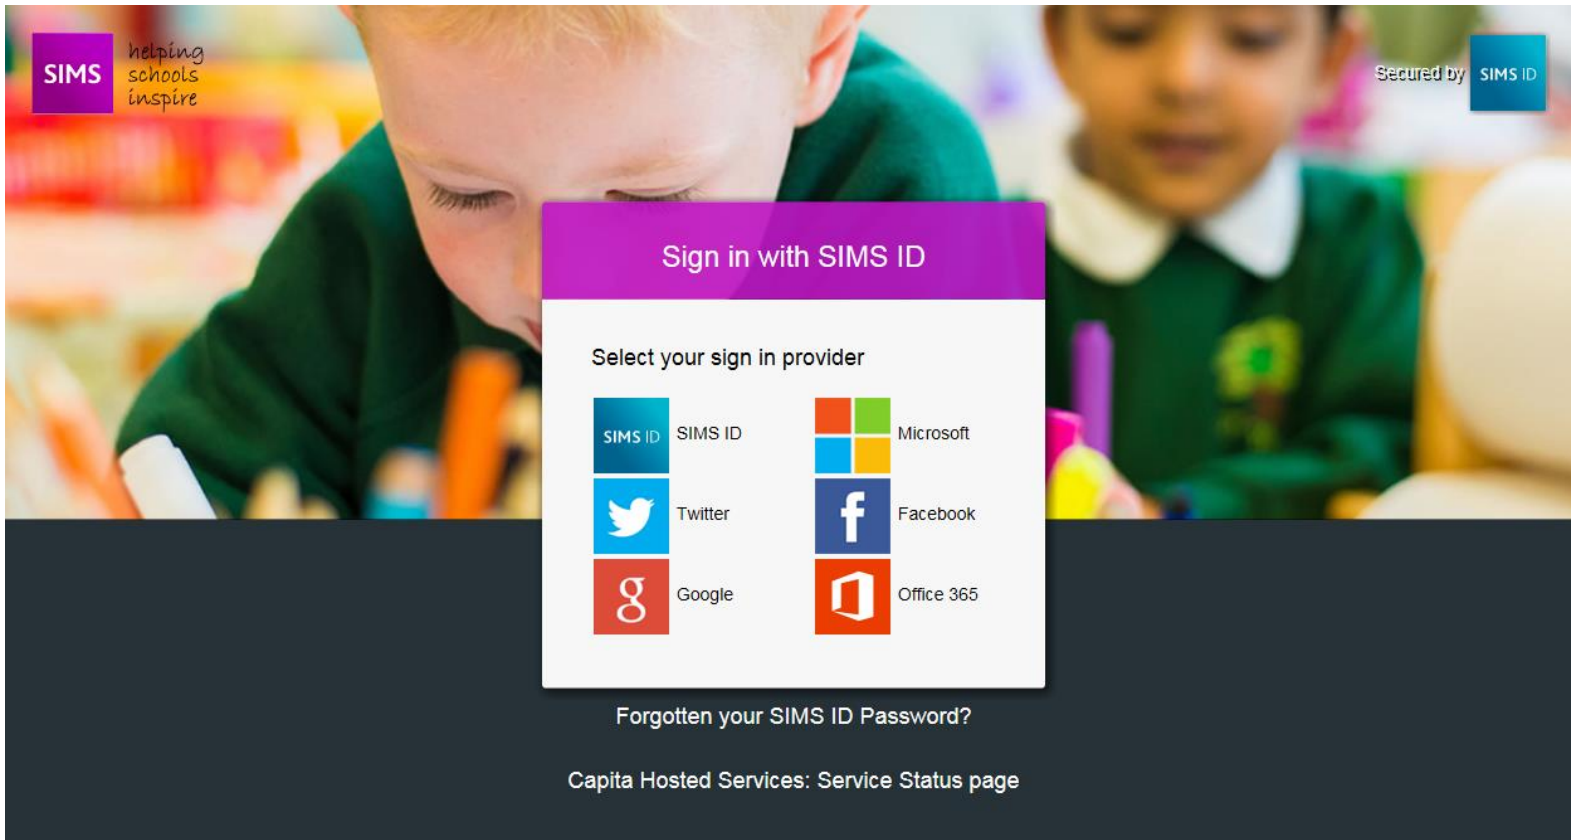 SIMS
helping
schools
inspire
Secured by
SIMS ID
Sign in with SIMS ID
Select your sign in provider
SIMS ID
SIMS ID
Microsoft
Twitter
f
Facebook
g
Google
Office 365
Forgotten your SIMS ID Password?
Capita Hosted Services: Service Status page